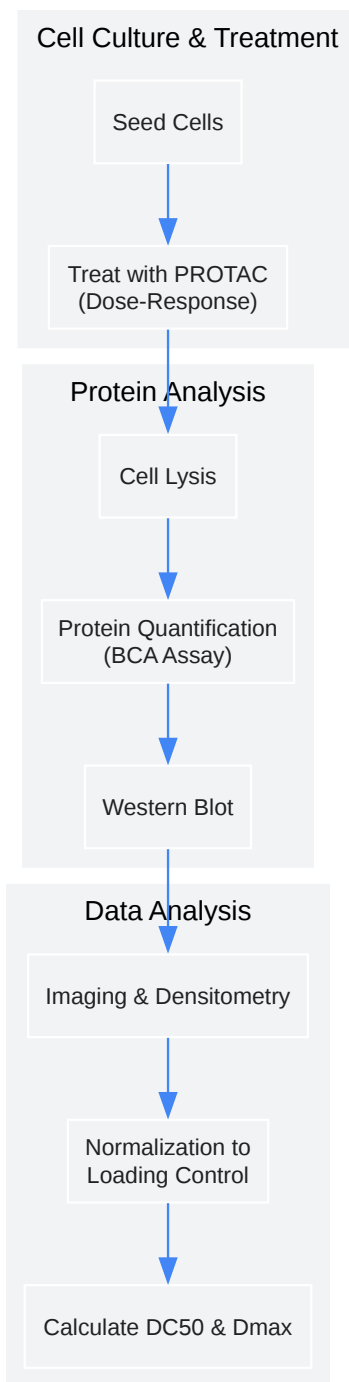 Cell Culture & Treatment
Seed Cells
Treat with PROTAC
(Dose-Response)
Protein Analysis
Cell Lysis
Protein Quantification
(BCA Assay)
Western Blot
Data Analysis
Imaging & Densitometry
Normalization to
Loading Control
Calculate DC50 & Dmax